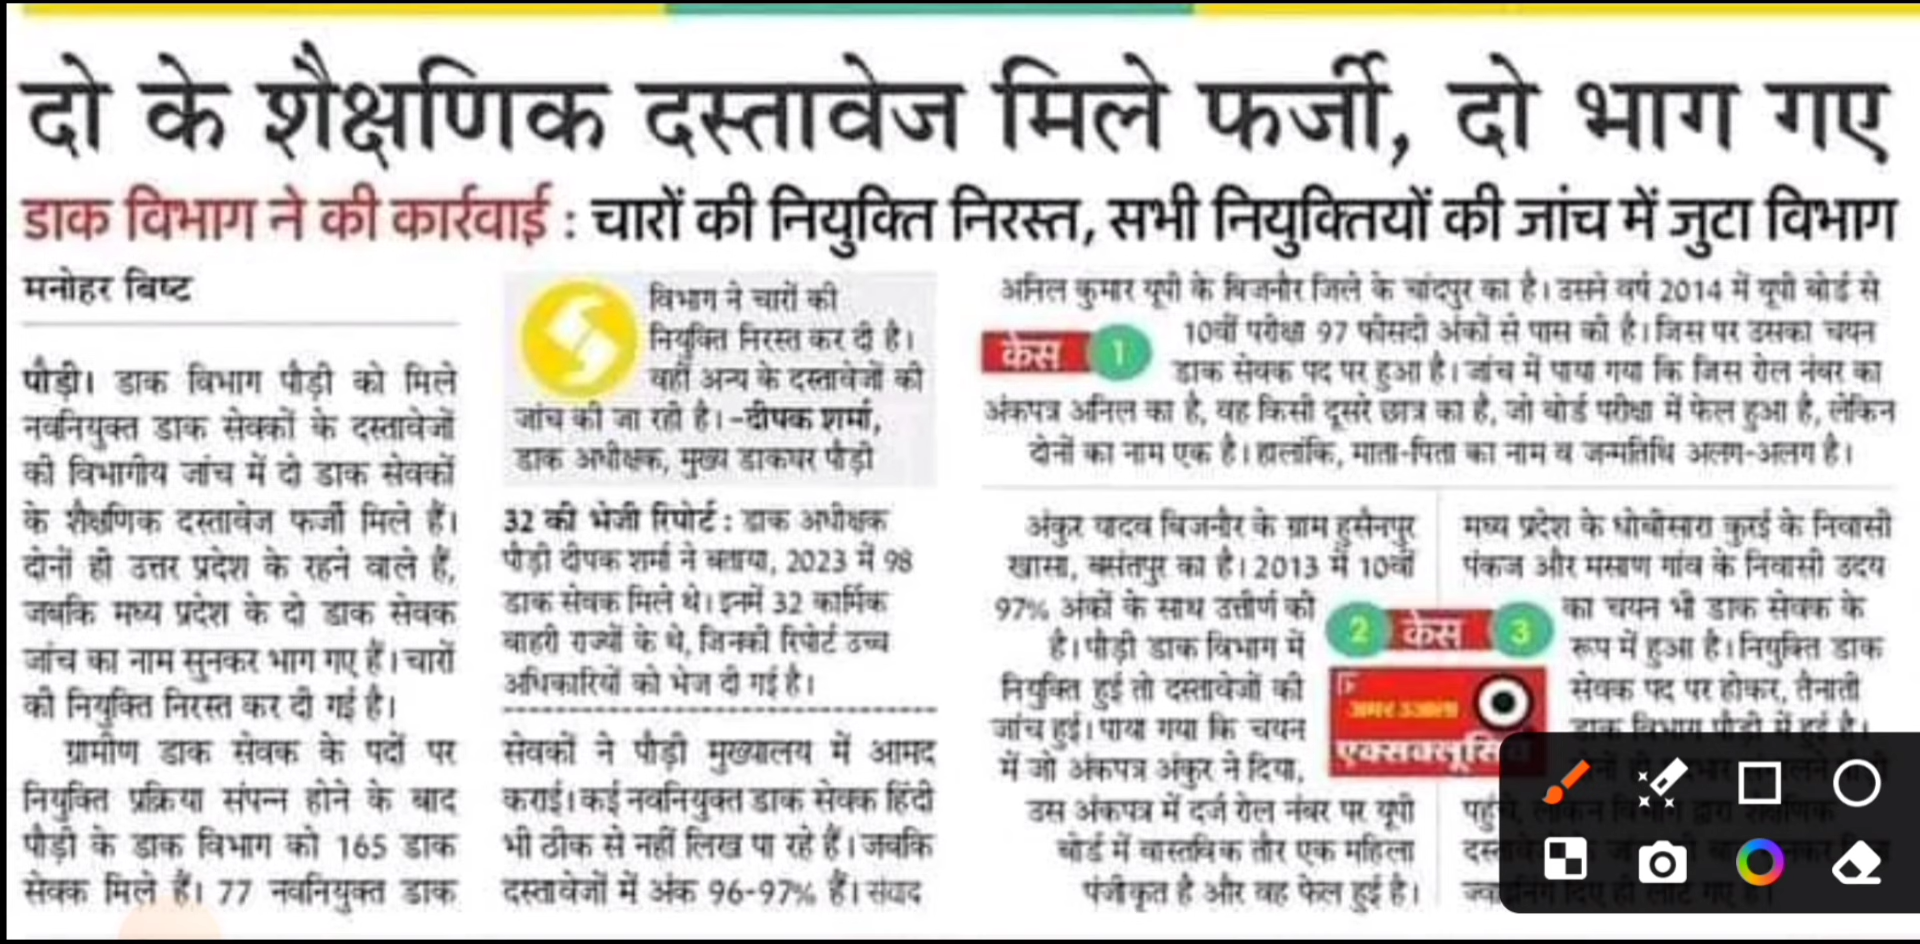 दो के शैक्षणिक दस्तावेज मिले फर्जी, दो भाग गए
डाक विभाग ने की कार्रवाई : चारों की नियुक्ति निरस्त, सभी नियुक्तियों की जांच में जुटा विभाग
मनोहर बिष्ट
पौड़ी। डाक विभाग पौड़ी को मिले
नवनियुक्त डाक सेवकों के दस्तावेजों
की विभागीय जांच में दो डाक सेवकों
के शैक्षणिक दस्तावेज फर्जी मिले हैं।
दोनों ही उत्तर प्रदेश के रहने वाले हैं,
जबकि मध्य प्रदेश के दो डाक सेवक
जांच का नाम सुनकर भाग गए हैं। चारों
की नियुक्ति निरस्त कर दी गई है।
ग्रामीण डाक सेवक के पदों पर
नियुक्ति प्रक्रिया संपन्न होने के बाद
पौड़ी के डाक विभाग को 165 डाक
सेवक मिले हैं। 77 नवनियुक्त डाक
विभाग ने चारों की
नियुक्ति निरस्त कर दी है।
वहीं अन्य के दस्तावेजों की
जांच की जा रही है। -दीपक शर्मा,
डाक अधीक्षक, मुख्य डाकघर पौड़ी
32 की भेजी रिपोर्ट : डाक अधीक्षक
पौड़ी दीपक शर्मा ने बताया, 2023 में 98
डाक सेवक मिले थे। इनमें 32 कार्मिक
बाहरी राज्यों के थे, जिनकी रिपोर्ट उच्च
अधिकारियों को भेज दी गई है।
सेवकों ने पौड़ी मुख्यालय में आमद
कराई। कई नवनियुक्त डाक सेवक हिंदी
भी ठीक से नहीं लिख पा रहे हैं। जबकि
दस्तावेजों में अंक 96-97% हैं। संवाद
अनिल कुमार यूपी के बिजनौर जिले के चांदपुर का है। उसने वर्ष 2014 में यूपी बोर्ड से
केस 1
10वीं परीक्षा 97 फीसदी अंकों से पास की है। जिस पर उसका चयन
डाक सेवक पद पर हुआ है। जांच में पाया गया कि जिस रोल नंबर का
अंकपत्र अनिल का है, वह किसी दूसरे छात्र का है, जो बोर्ड परीक्षा में फेल हुआ है, लेकिन
दोनों का नाम एक है। हालांकि, माता-पिता का नाम व जन्मतिथि अलग-अलग है।
अंकुर यादव बिजनौर के ग्राम हुसैनपुर
खासा, बसंतपुर का है। 2013 में 10वीं
97% अंकों के साथ उत्तीर्ण की
है। पौड़ी डाक विभाग में
नियुक्ति हुई तो दस्तावेजों की
जांच हुई। पाया गया कि चयन
में जो अंकपत्र अंकुर ने दिया,
उस अंकपत्र में दर्ज रोल नंबर पर यूपी
बोर्ड में वास्तविक तौर एक महिला
पंजीकृत है और वह फेल हुई है।
2 केस 3
अमर उजाला
एक्सक्लूसिव
मध्य प्रदेश के धोबीसारा कुरई के निवासी
पंकज और मसाण गांव के निवासी उदय
का चयन भी डाक सेवक के
रूप में हुआ है। नियुक्ति डाक
सेवक पद पर होकर, तैनाती
डाक विभाग पौड़ी में हुई है।